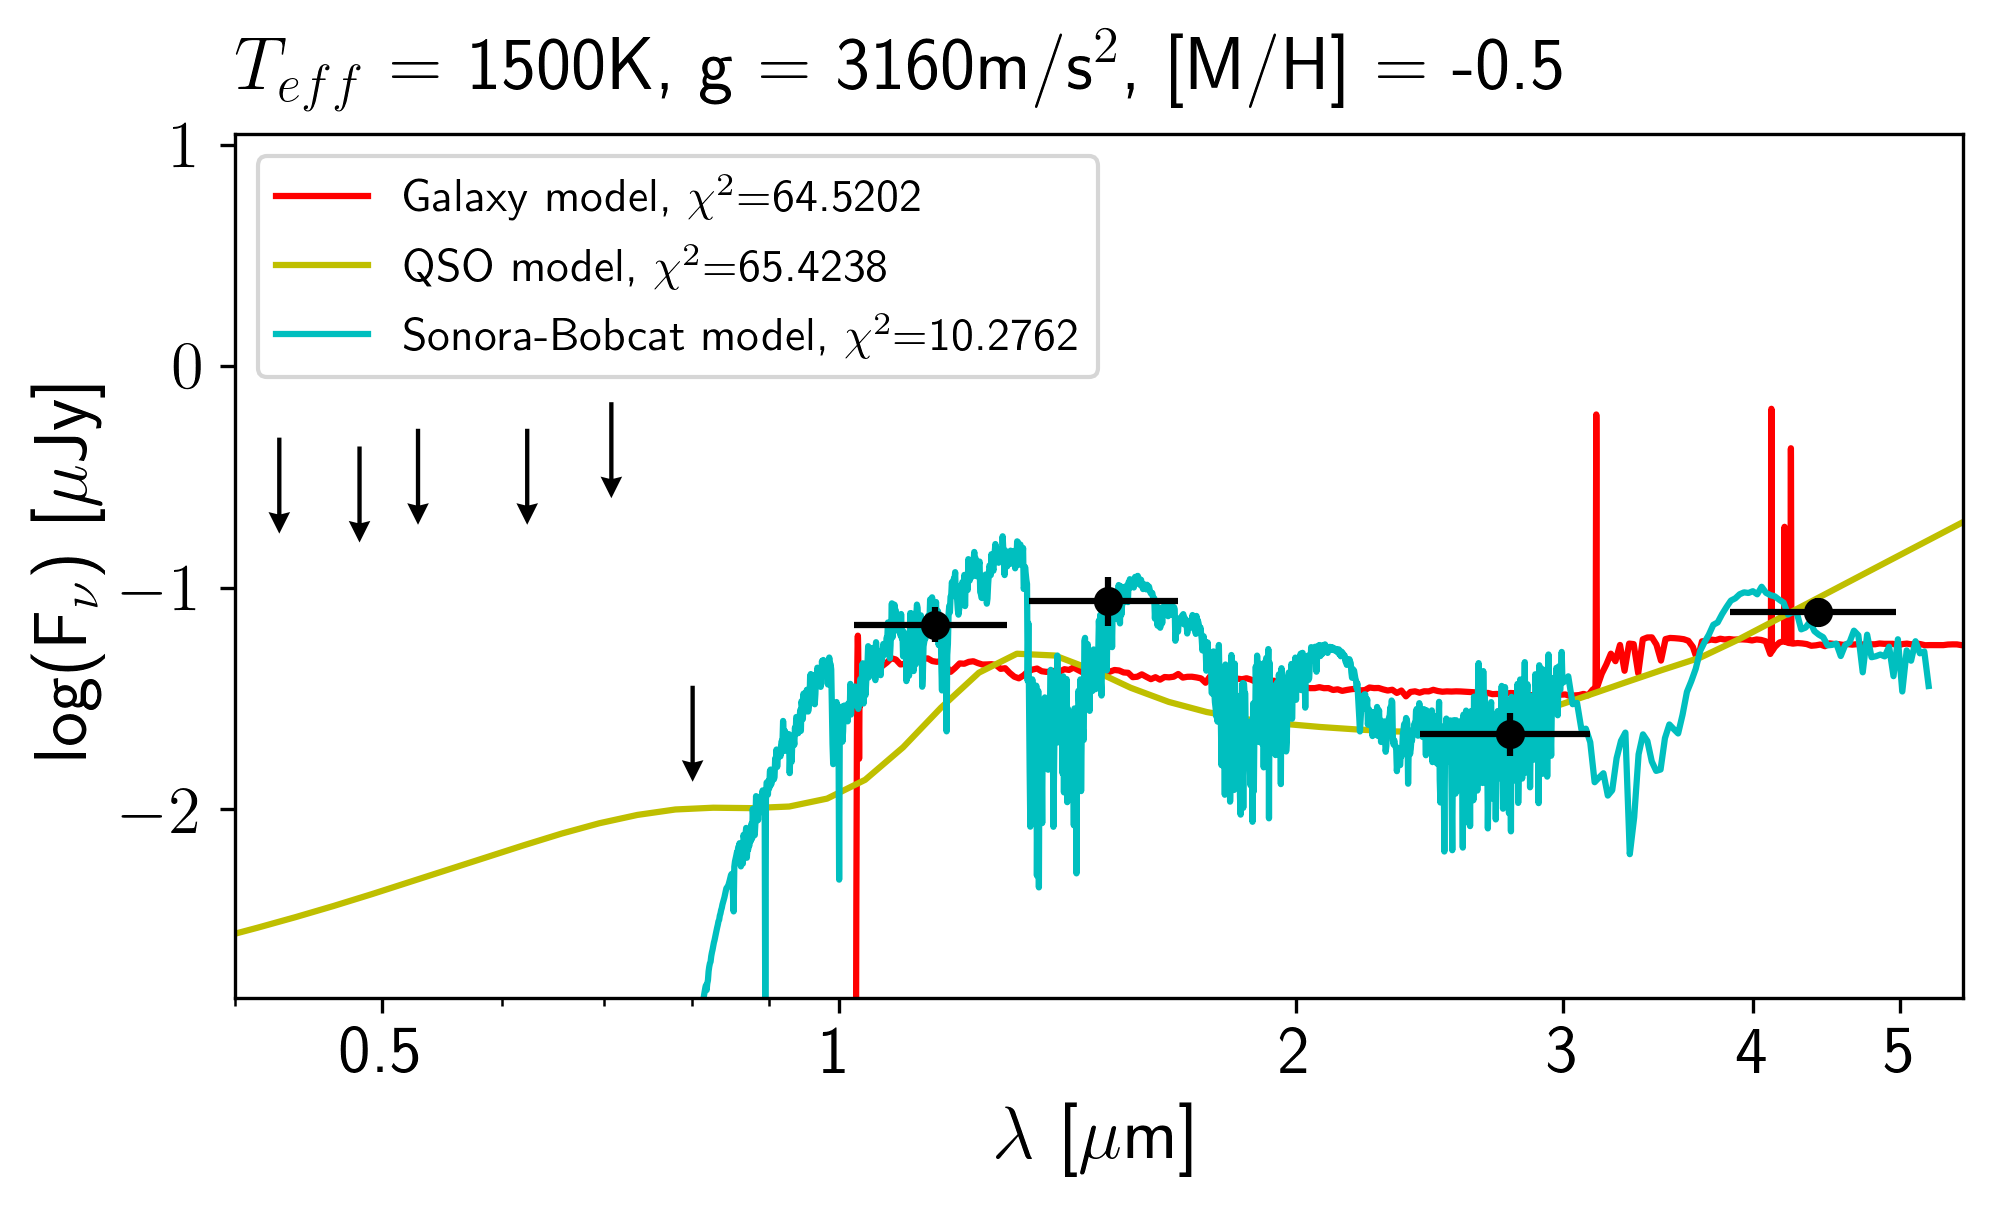 T_eff = 1500K, g = 3160m/s², [M/H] = -0.5
Galaxy model, χ²=64.5202
QSO model, χ²=65.4238
Sonora-Bobcat model, χ²=10.2762
log(F_ν) [μJy]
1
0
−1
−2
0.5 1 2 3 4 5
λ [μm]